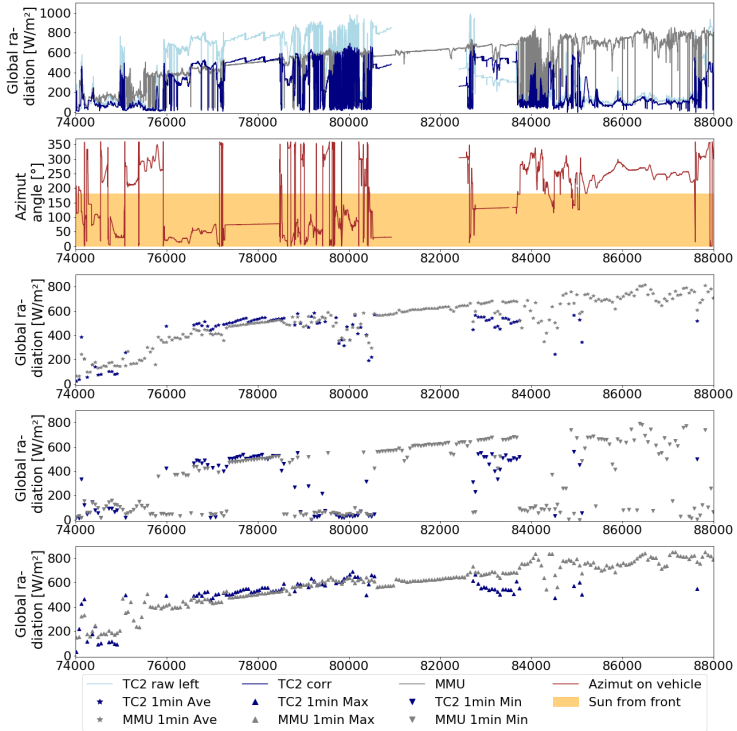 Global ra-
diation [W/m²]
1000
800
600
400
200
0
74000 76000 78000 80000 82000 84000 86000 88000
Azimut
angle [°]
350
300
250
200
150
100
50
0
74000 76000 78000 80000 82000 84000 86000 88000
Global ra-
diation [W/m²]
800
600
400
200
0
74000 76000 78000 80000 82000 84000 86000 88000
Global ra-
diation [W/m²]
800
600
400
200
0
74000 76000 78000 80000 82000 84000 86000 88000
Global ra-
diation [W/m²]
800
600
400
200
0
74000 76000 78000 80000 82000 84000 86000 88000
TC2 raw left TC2 corr MMU Azimut on vehicle
TC2 1min Ave TC2 1min Max TC2 1min Min Sun from front
MMU 1min Ave MMU 1min Max MMU 1min Min